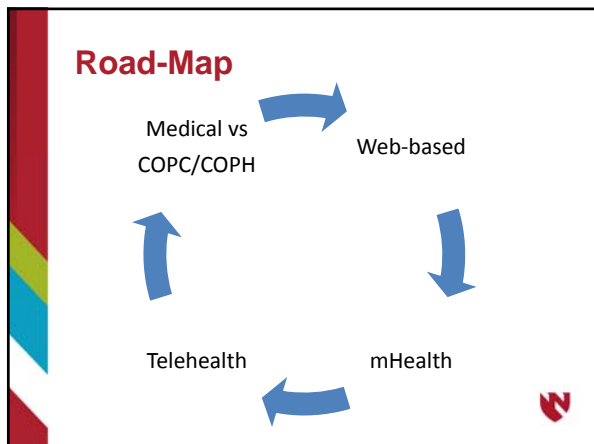 Road-Map
Medical vs
COPC/COPH
Web-based
Telehealth
mHealth